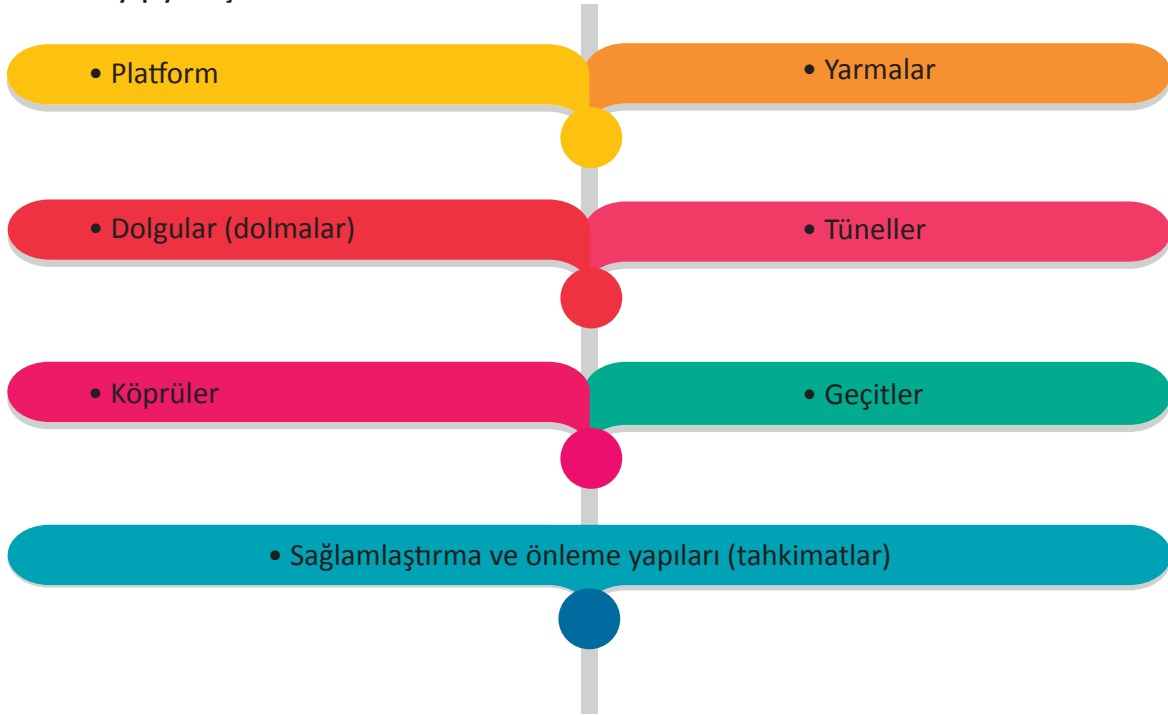 • Platform
• Yarmalar
• Dolgular (dolmalar)
• Tüneller
• Köprüler
• Geçitler
• Sağlamlaştırma ve önleme yapıları (tahkimatlar)